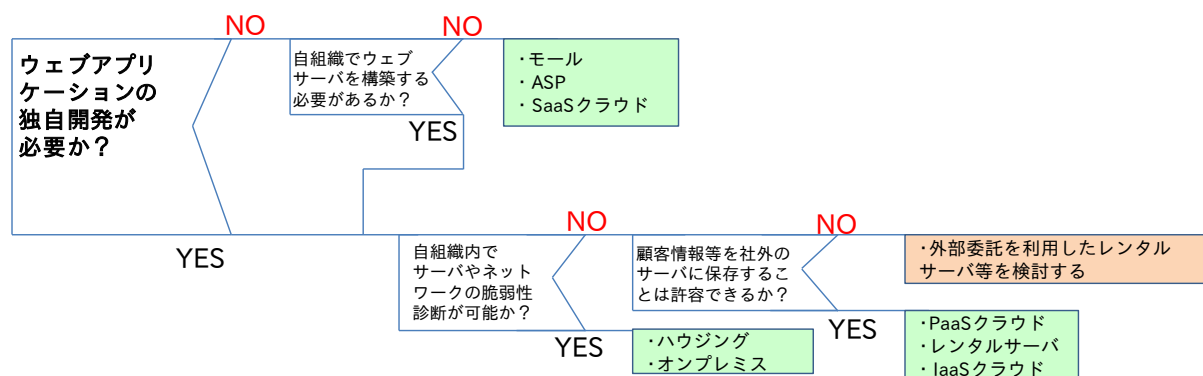 NO
NO
ウェブアプリ
ケーションの
独自開発が
必要か？
自組織でウェブ
サーバを構築する
必要があるか？
・モール
・ASP
・SaaSクラウド
YES
YES
NO
NO
自組織内で
サーバやネット
ワークの脆弱性
診断が可能か？
顧客情報等を社外の
サーバに保存するこ
とは許容できるか？
・外部委託を利用したレンタル
サーバ等を検討する
YES
・ハウジング
・オンプレミス
YES
・PaaSクラウド
・レンタルサーバ
・IaaSクラウド